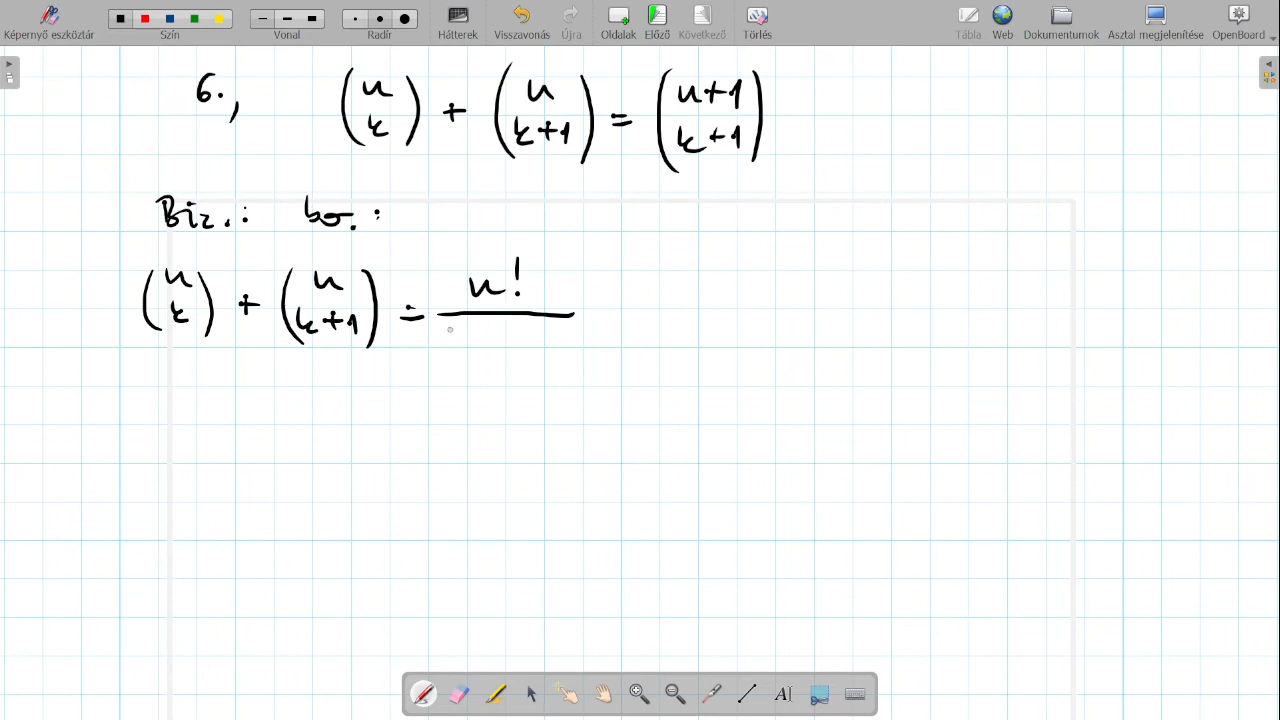 Képernyő eszköztár Szín Vonal Radír Hátterek Visszavonás Újra Oldalak Előző Következő Törlés Tábla Web Dokumentumok Asztal megjelenítése OpenBoard
6., (n k) + (n k+1) = (n+1 k+1)
Biz.: bo.:
(n k) + (n k+1) = n!
A